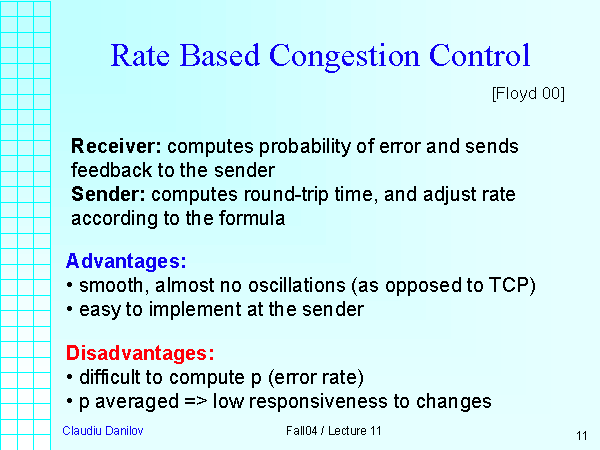 Rate Based Congestion Control
[Floyd 00]
Receiver: computes probability of error and sends
feedback to the sender
Sender: computes round-trip time, and adjust rate
according to the formula
Advantages:
• smooth, almost no oscillations (as opposed to TCP)
• easy to implement at the sender
Disadvantages:
• difficult to compute p (error rate)
• p averaged => low responsiveness to changes
Claudiu Danilov
Fall04 / Lecture 11
11